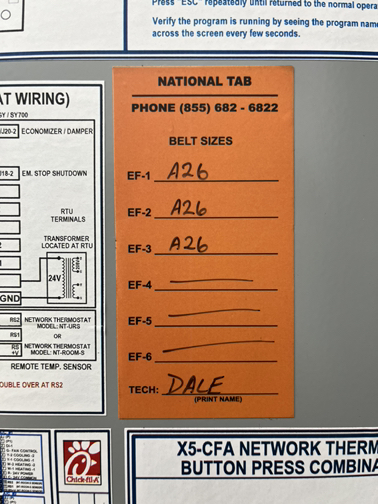 Press "ESC" repeatedly until returned to the normal opera
Verify the program is running by seeing the program name
across the screen every few seconds.
NATIONAL TAB
PHONE (855) 682 - 6822
BELT SIZES
EF-1 A26
EF-2 A26
EF-3 A26
EF-4
EF-5
EF-6
TECH: DALE
(PRINT NAME)
AT WIRING)
GY / SY700
J20-2 ECONOMIZER / DAMPER
J18-2 EM. STOP SHUTDOWN
RTU
TERMINALS
TRANSFORMER
LOCATED AT RTU
24V
GND
RS2 NETWORK THERMOSTAT
MODEL: NT-URS
RS1 OR
RS NETWORK THERMOSTAT
+V MODEL: NT-ROOM-S
REMOTE TEMP. SENSOR
OUBLE OVER AT RS2
Chick-fil-A
X5-CFA NETWORK THERM
BUTTON PRESS COMBINA